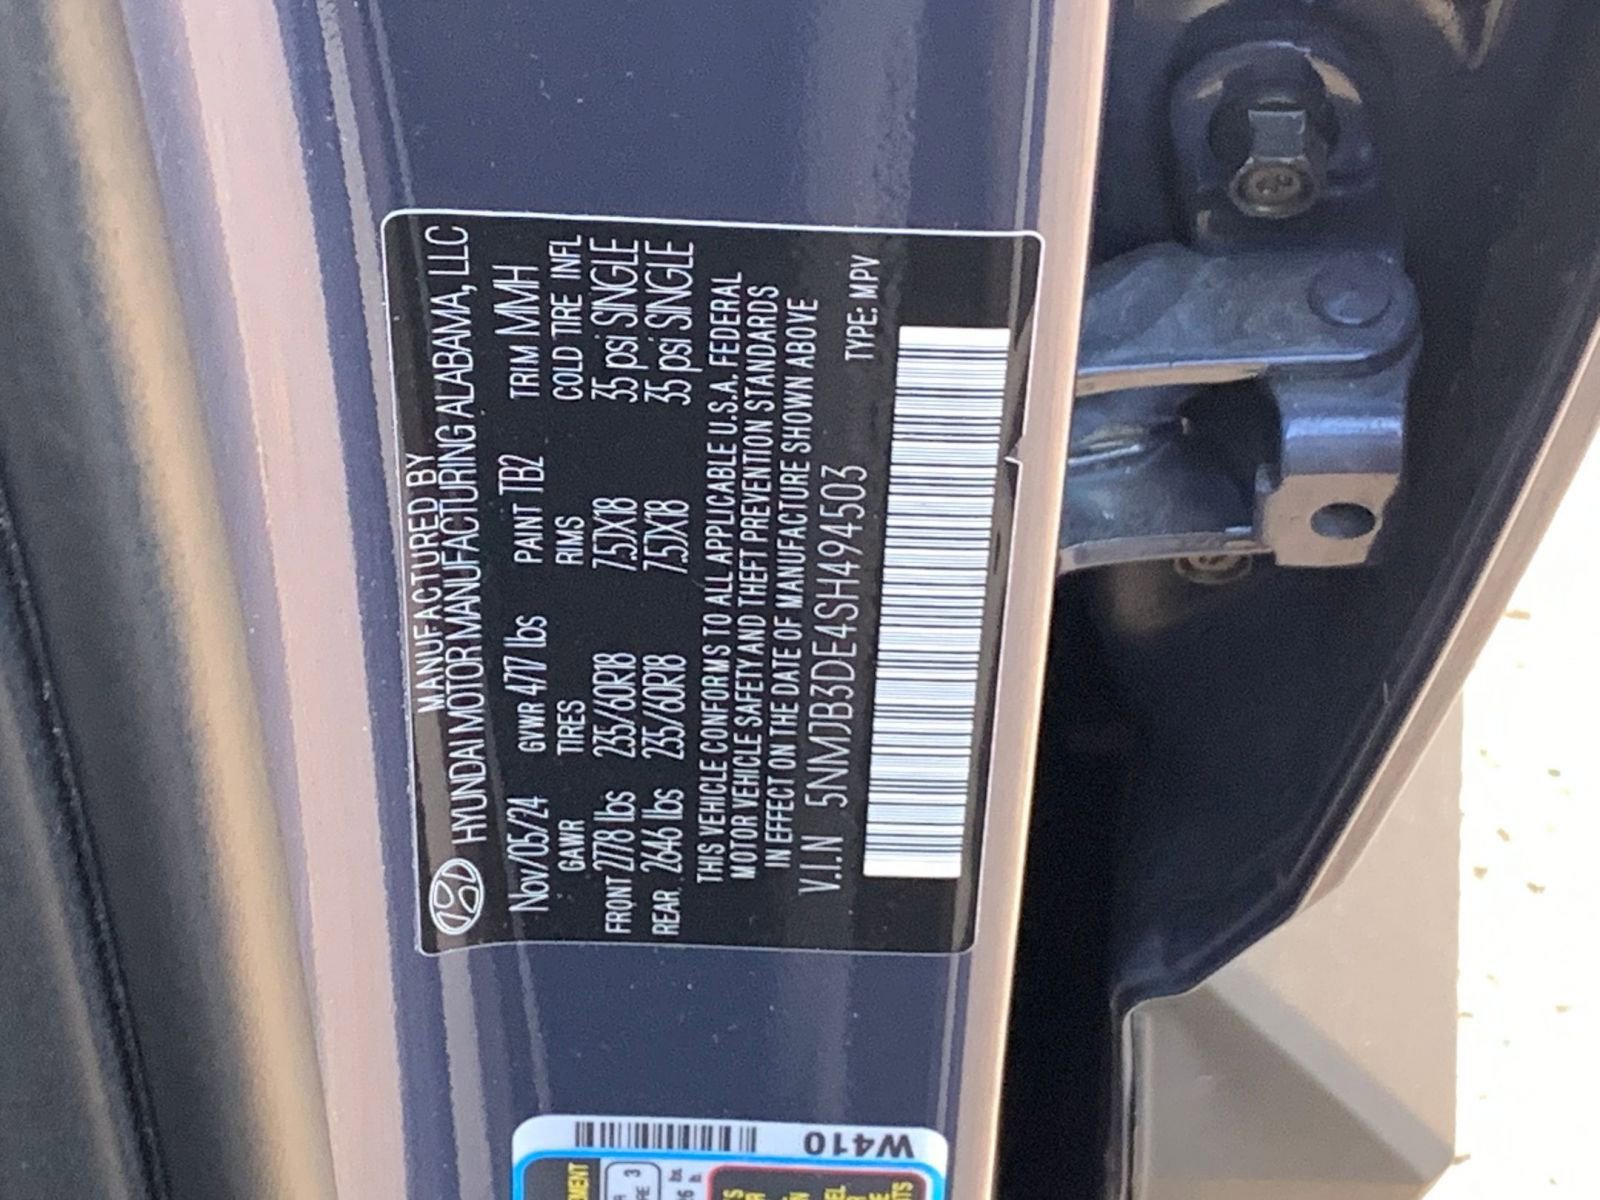 MANUFACTURED BY
HYUNDAI MOTOR MANUFACTURING ALABAMA, LLC
Nov/05/24 GVWR 4717 lbs PAINT TB2 TRIM MMH
GAWR TIRES RIMS COLD TIRE INFL
FRONT 2778 lbs 235/60R18 7.5JX18 35 psi SINGLE
REAR 2646 lbs 235/60R18 7.5JX18 35 psi SINGLE
THIS VEHICLE CONFORMS TO ALL APPLICABLE U.S.A. FEDERAL
MOTOR VEHICLE SAFETY AND THEFT PREVENTION STANDARDS
IN EFFECT ON THE DATE OF MANUFACTURE SHOWN ABOVE
V.I.N 5NMJB3DE4SH494503
TYPE: MPV
W410